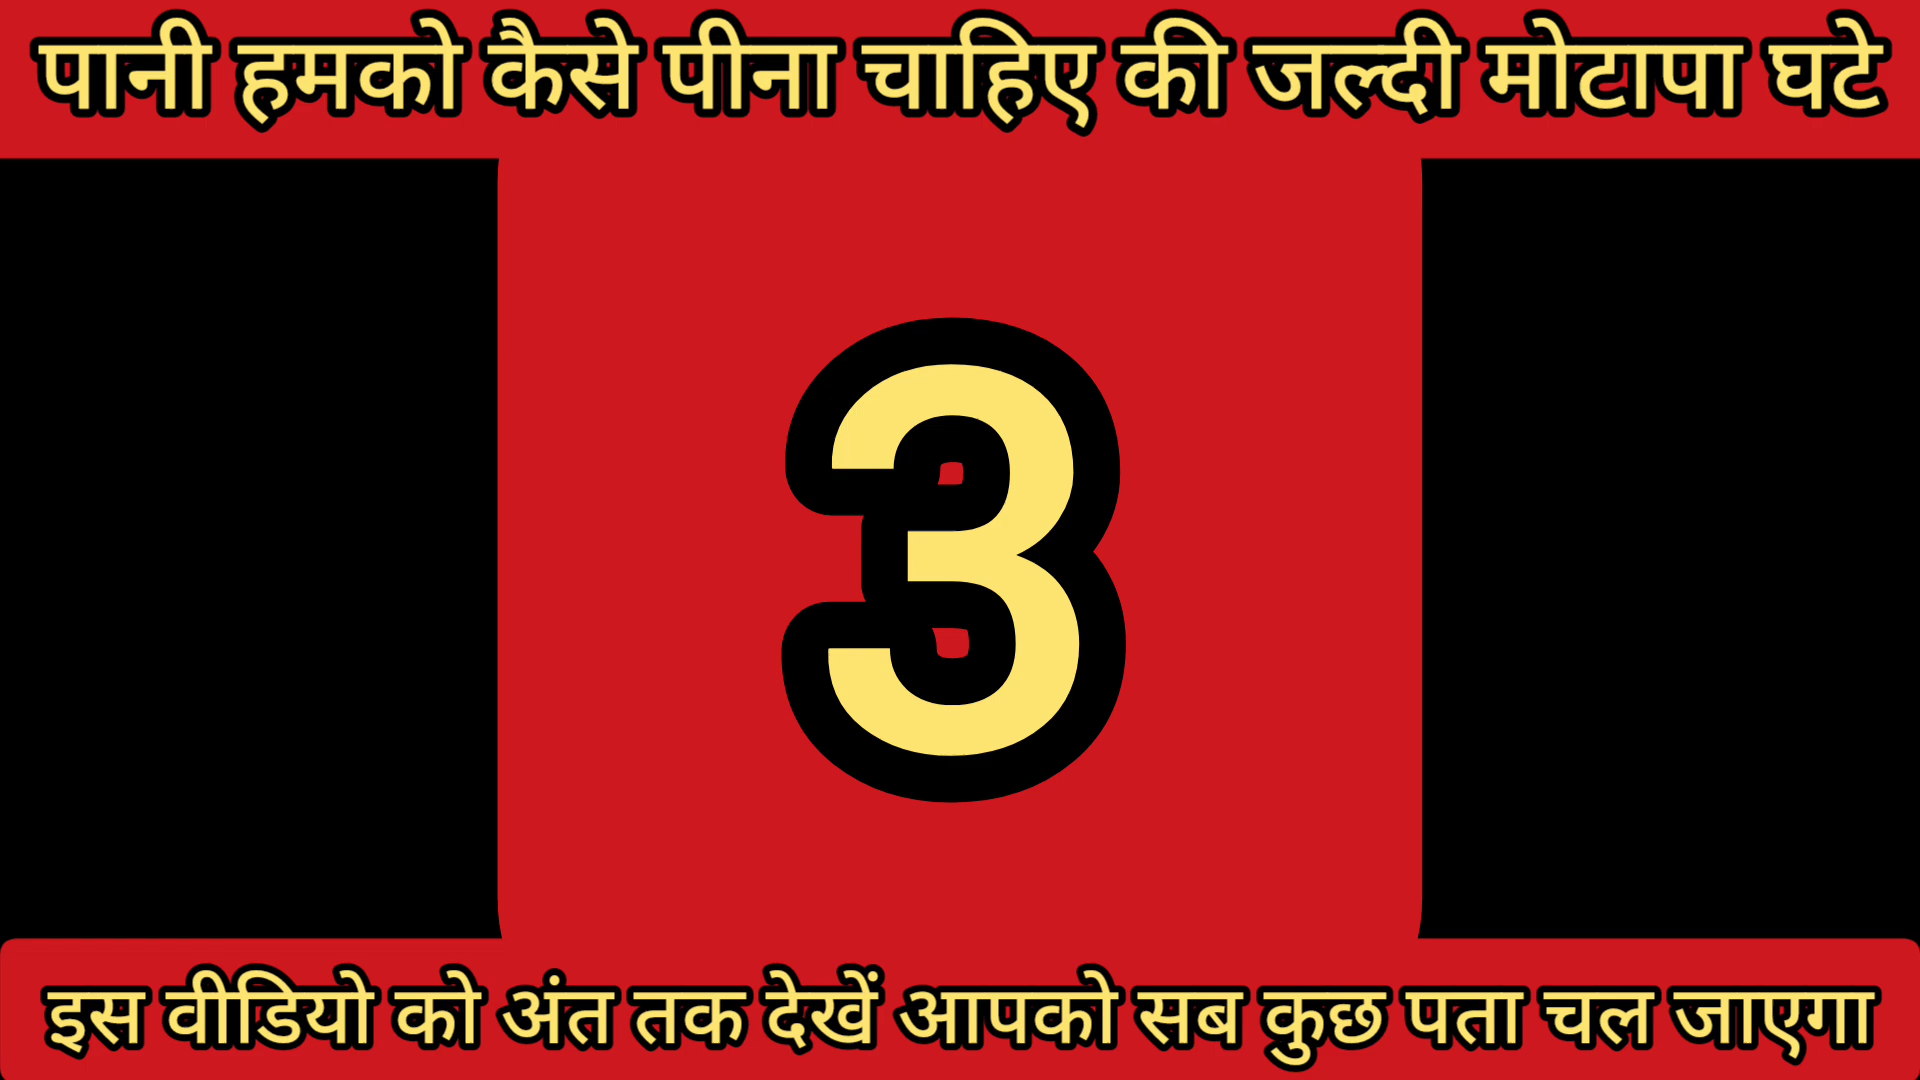 पानी हमको कैसे पीना चाहिए की जल्दी मोटापा घटे
3
इस वीडियो को अंत तक देखें आपको सब कुछ पता चल जाएगा